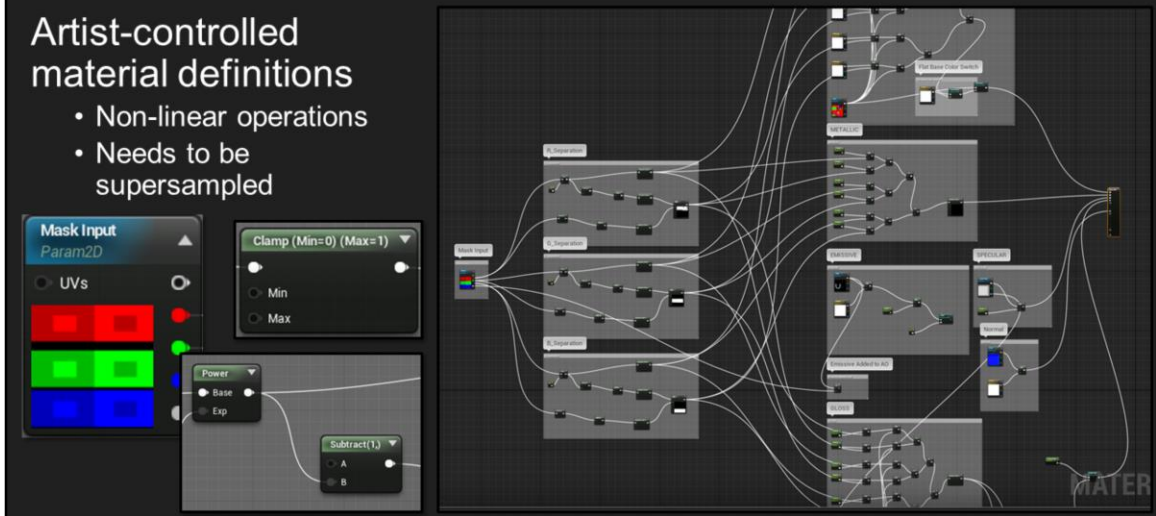 Artist-controlled
material definitions
• Non-linear operations
• Needs to be
supersampled
Mask Input
Param2D
UVs
Clamp (Min=0) (Max=1)
Min
Max
Power
Base
Exp
Subtract(1,)
A
B
Mask Input
R_Separation
G_Separation
B_Separation
Flat Base Color Switch
METALLIC
EMISSIVE
SPECULAR
Normal
Emissive Added to AO
GLOSS
MATER